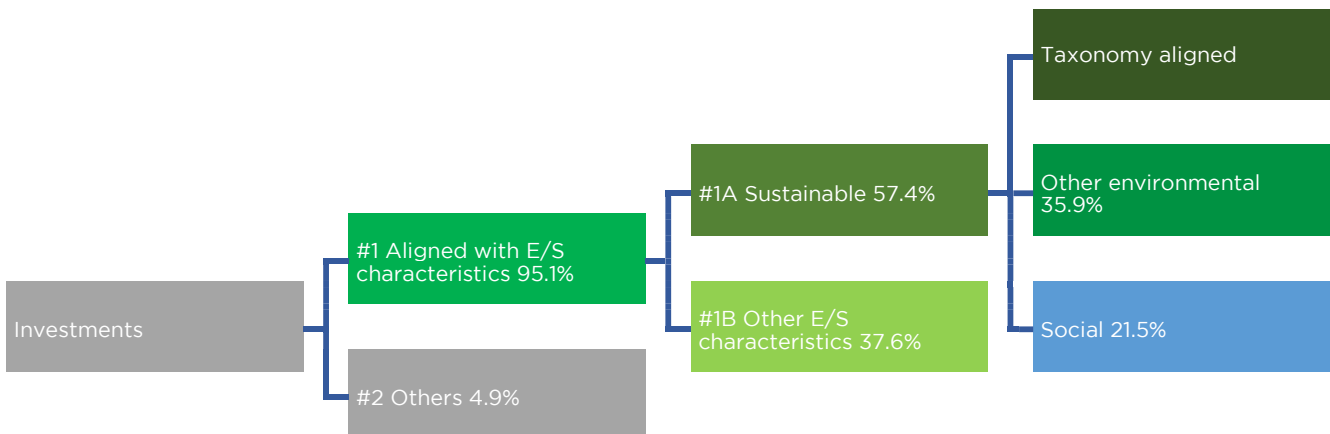 Taxonomy aligned
#1A Sustainable 57.4%
Other environmental
35.9%
#1 Aligned with E/S
characteristics 95.1%
Investments
#1B Other E/S
characteristics 37.6%
Social 21.5%
#2 Others 4.9%